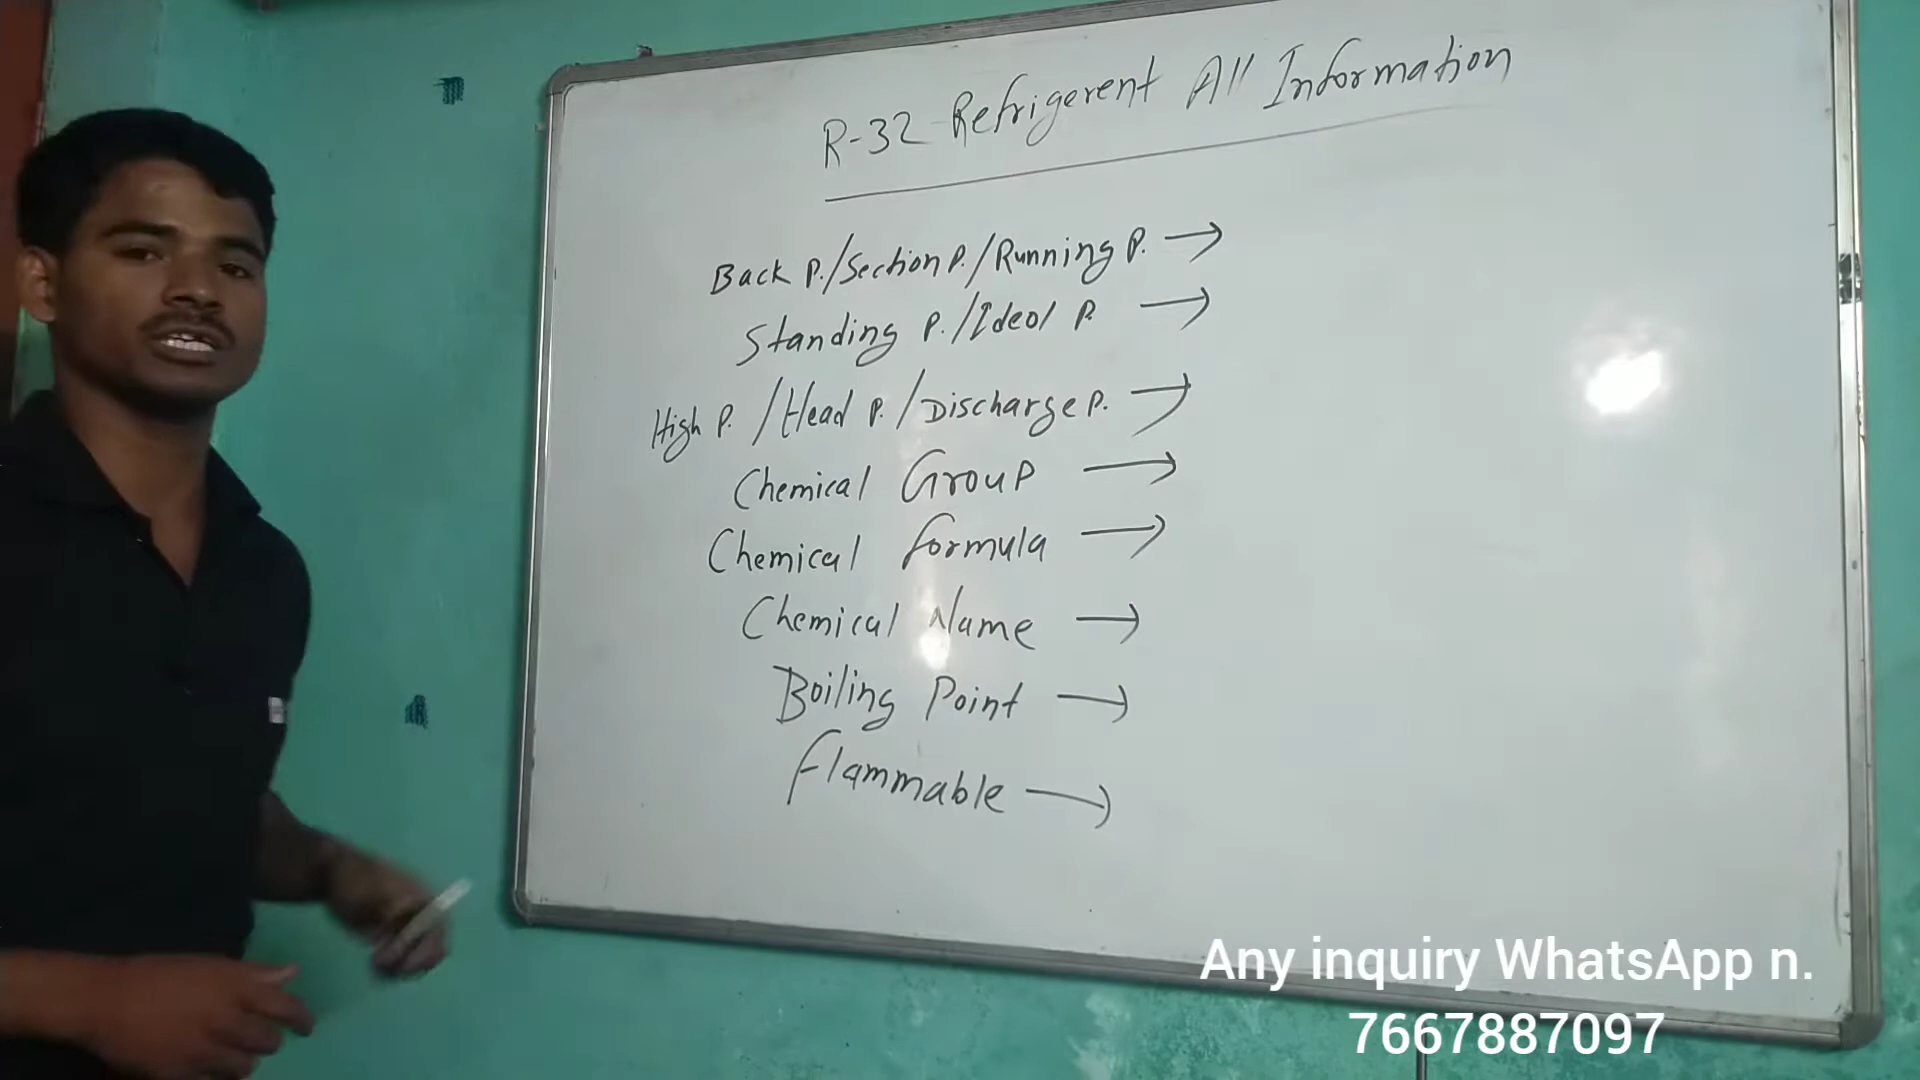 R-32 Refrigerent All Information
Back P./Section P./Running P. →
Standing P./Ideol P. →
High P. /Head P./Discharge P. →
Chemical Group →
Chemical formula →
Chemical Name →
Boiling Point →
flammable →
Any inquiry WhatsApp n.
7667887097